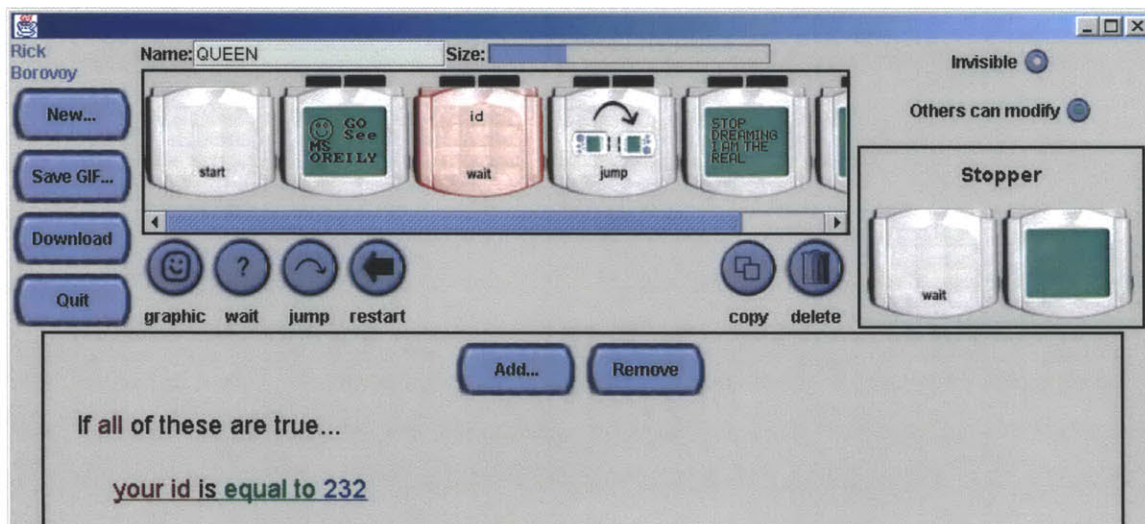 Rick
Borovoy
Name: QUEEN
Size:
Invisible
Others can modify
New...
Save GIF...
Download
Quit
start
GO
See
MS
OREILY
id
wait
jump
STOP
DREAMING
I AM THE
REAL
Stopper
wait
?
graphic wait jump restart
copy delete
Add... Remove
If all of these are true...
your id is equal to 232